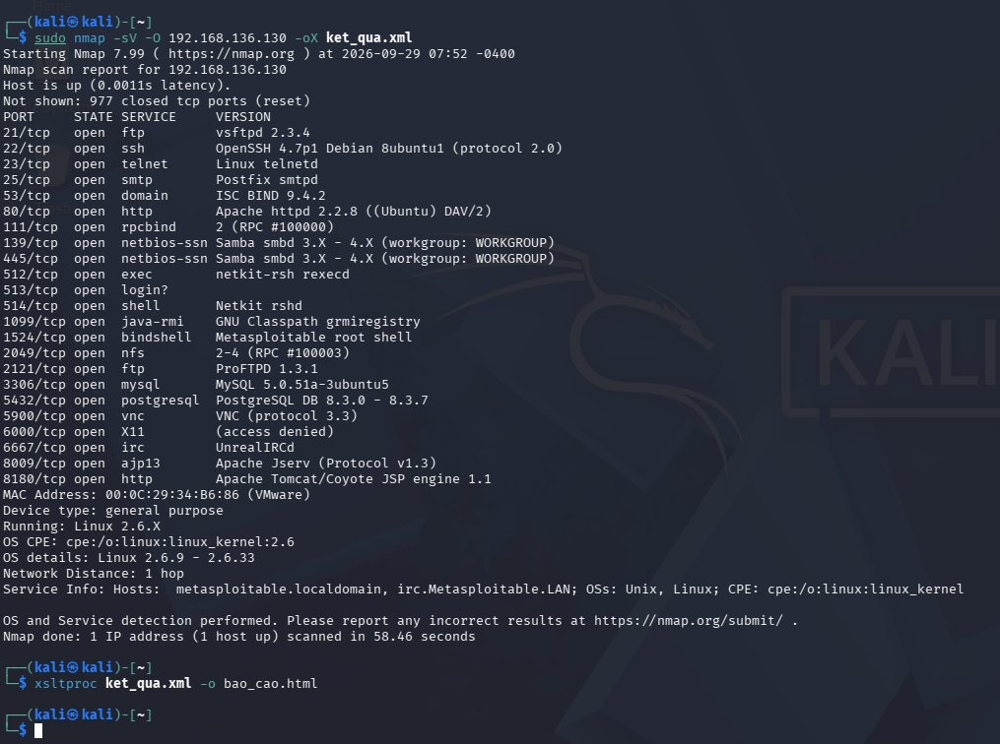 ┌──(kali㉿kali)-[~]
└─$ sudo nmap -sV -O 192.168.136.130 -oX ket_qua.xml
Starting Nmap 7.99 ( https://nmap.org ) at 2026-09-29 07:52 -0400
Nmap scan report for 192.168.136.130
Host is up (0.0011s latency).
Not shown: 977 closed tcp ports (reset)
PORT     STATE SERVICE     VERSION
21/tcp   open  ftp         vsftpd 2.3.4
22/tcp   open  ssh         OpenSSH 4.7p1 Debian 8ubuntu1 (protocol 2.0)
23/tcp   open  telnet      Linux telnetd
25/tcp   open  smtp        Postfix smtpd
53/tcp   open  domain      ISC BIND 9.4.2
80/tcp   open  http        Apache httpd 2.2.8 ((Ubuntu) DAV/2)
111/tcp  open  rpcbind     2 (RPC #100000)
139/tcp  open  netbios-ssn Samba smbd 3.X - 4.X (workgroup: WORKGROUP)
445/tcp  open  netbios-ssn Samba smbd 3.X - 4.X (workgroup: WORKGROUP)
512/tcp  open  exec        netkit-rsh rexecd
513/tcp  open  login?
514/tcp  open  shell       Netkit rshd
1099/tcp open  java-rmi    GNU Classpath grmiregistry
1524/tcp open  bindshell   Metasploitable root shell
2049/tcp open  nfs         2-4 (RPC #100003)
2121/tcp open  ftp         ProFTPD 1.3.1
3306/tcp open  mysql       MySQL 5.0.51a-3ubuntu5
5432/tcp open  postgresql  PostgreSQL DB 8.3.0 - 8.3.7
5900/tcp open  vnc         VNC (protocol 3.3)
6000/tcp open  X11         (access denied)
6667/tcp open  irc         UnrealIRCd
8009/tcp open  ajp13       Apache Jserv (Protocol v1.3)
8180/tcp open  http        Apache Tomcat/Coyote JSP engine 1.1
MAC Address: 00:0C:29:34:B6:86 (VMware)
Device type: general purpose
Running: Linux 2.6.X
OS CPE: cpe:/o:linux:linux_kernel:2.6
OS details: Linux 2.6.9 - 2.6.33
Network Distance: 1 hop
Service Info: Hosts:  metasploitable.localdomain, irc.Metasploitable.LAN; OSs: Unix, Linux; CPE: cpe:/o:linux:linux_kernel
OS and Service detection performed. Please report any incorrect results at https://nmap.org/submit/ .
Nmap done: 1 IP address (1 host up) scanned in 58.46 seconds
┌──(kali㉿kali)-[~]
└─$ xsltproc ket_qua.xml -o bao_cao.html
┌──(kali㉿kali)-[~]
└─$
KALI